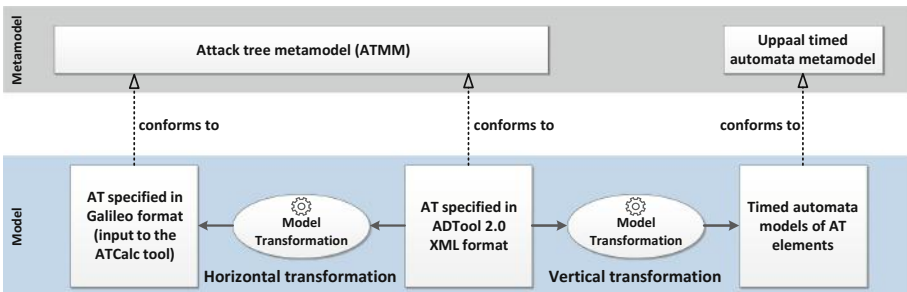 Metamodel
Attack tree metamodel (ATMM)
Uppaal timed
automata metamodel
conforms to
conforms to
conforms to
Model
AT specified in
Galileo format
(input to the
ATCalc tool)
Model
Transformation
AT specified in
ADTool 2.0
XML format
Model
Transformation
Timed automata
models of AT
elements
Horizontal transformation
Vertical transformation